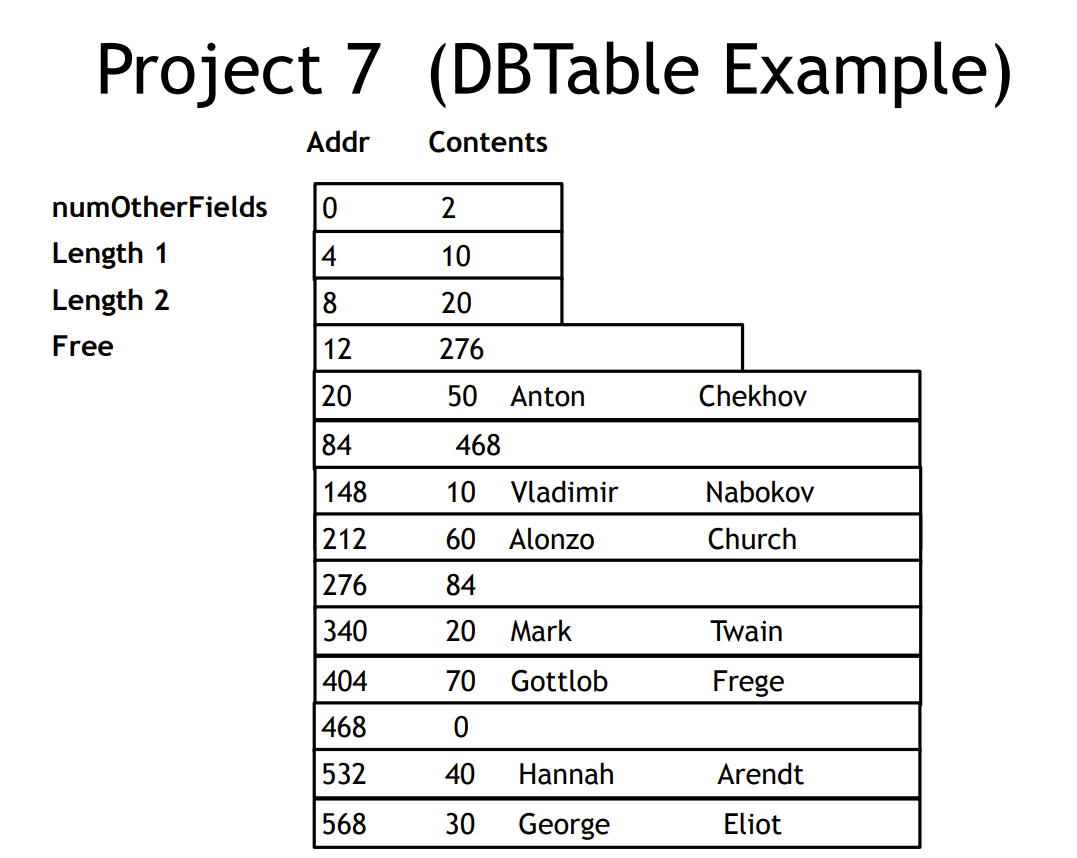 Project 7 (DBTable Example)
Addr Contents
numOtherFields 0 2
Length 1 4 10
Length 2 8 20
Free 12 276
20 50 Anton Chekhov
84 468
148 10 Vladimir Nabokov
212 60 Alonzo Church
276 84
340 20 Mark Twain
404 70 Gottlob Frege
468 0
532 40 Hannah Arendt
568 30 George Eliot